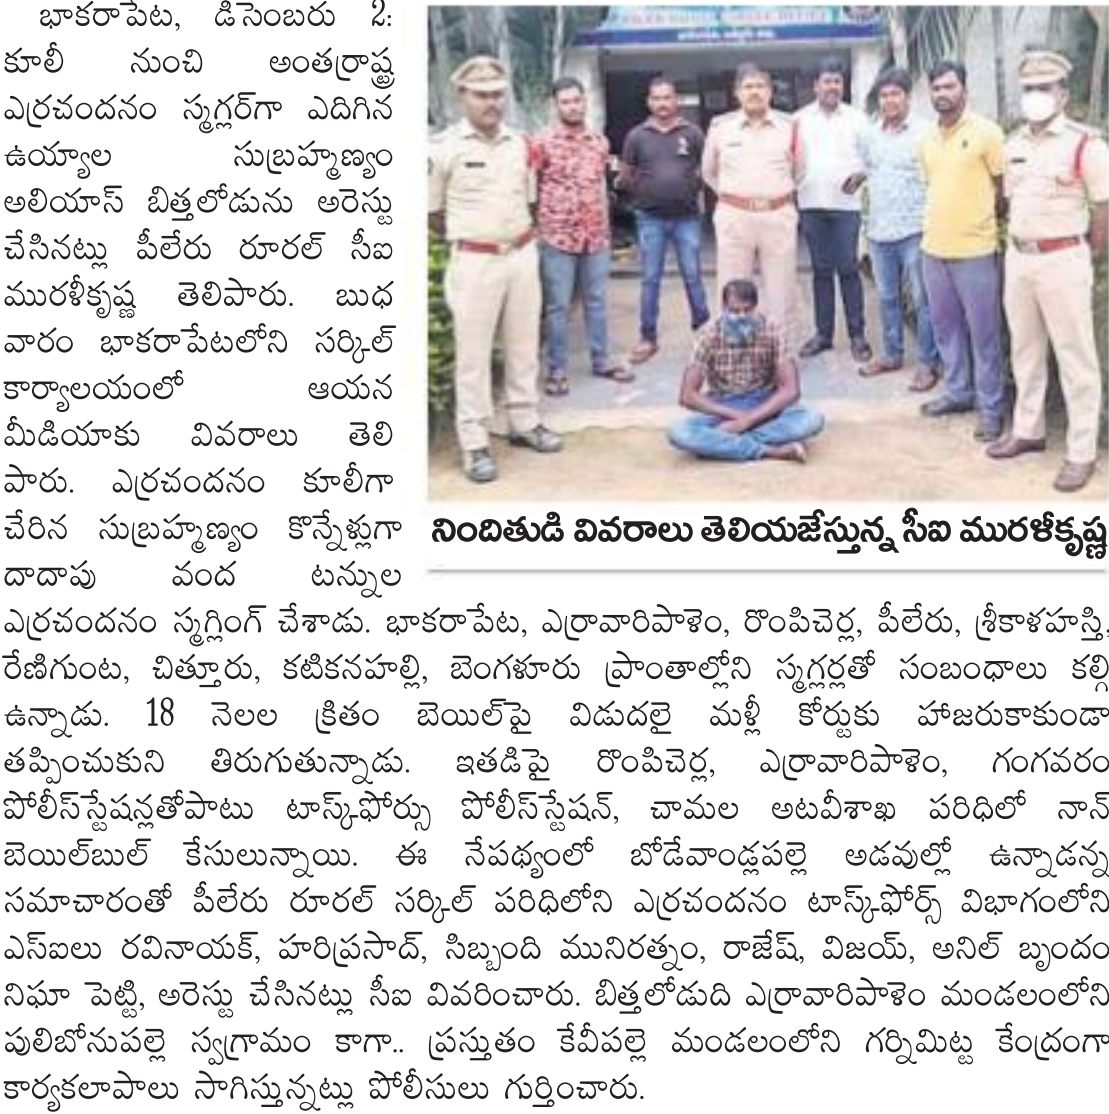 భాకరాపేట, డిసెంబరు 2:
కూలీ నుంచి అంతర్రాష్ట్ర
ఎర్రచందనం స్మగ్లర్‌గా ఎదిగిన
ఉయ్యాల సుబ్రహ్మణ్యం
అలియాస్ బిత్తలోడును అరెస్టు
చేసినట్లు పీలేరు రూరల్ సీఐ
మురళీకృష్ణ తెలిపారు. బుధ
వారం భాకరాపేటలోని సర్కిల్
కార్యాలయంలో ఆయన
మీడియాకు వివరాలు తెలి
పారు. ఎర్రచందనం కూలీగా
చేరిన సుబ్రహ్మణ్యం కొన్నేళ్లుగా
దాదాపు వంద టన్నుల
నిందితుడి వివరాలు తెలియజేస్తున్న సీఐ మురళీకృష్ణ
ఎర్రచందనం స్మగ్లింగ్ చేశాడు. భాకరాపేట, ఎర్రావారిపాళెం, రొంపిచెర్ల, పీలేరు, శ్రీకాళహస్తి,
రేణిగుంట, చిత్తూరు, కటికనహల్లి, బెంగళూరు ప్రాంతాల్లోని స్మగ్లర్లతో సంబంధాలు కల్గి
ఉన్నాడు. 18 నెలల క్రితం బెయిల్‌పై విడుదలై మళ్లీ కోర్టుకు హాజరుకాకుండా
తప్పించుకుని తిరుగుతున్నాడు. ఇతడిపై రొంపిచెర్ల, ఎర్రావారిపాళెం, గంగవరం
పోలీస్‌స్టేషన్లతోపాటు టాస్క్‌ఫోర్సు పోలీస్‌స్టేషన్, చామల అటవీశాఖ పరిధిలో నాన్
బెయిల్‌బుల్ కేసులున్నాయి. ఈ నేపథ్యంలో బోడేవాండ్లపల్లె అడవుల్లో ఉన్నాడన్న
సమాచారంతో పీలేరు రూరల్ సర్కిల్ పరిధిలోని ఎర్రచందనం టాస్క్‌ఫోర్స్ విభాగంలోని
ఎస్ఐలు రవినాయక్, హరిప్రసాద్, సిబ్బంది మునిరత్నం, రాజేష్, విజయ్, అనిల్ బృందం
నిఘా పెట్టి, అరెస్టు చేసినట్లు సీఐ వివరించారు. బిత్తలోడుది ఎర్రావారిపాళెం మండలంలోని
పులిబోనుపల్లె స్వగ్రామం కాగా.. ప్రస్తుతం కేవీపల్లె మండలంలోని గర్నిమిట్ట కేంద్రంగా
కార్యకలాపాలు సాగిస్తున్నట్లు పోలీసులు గుర్తించారు.